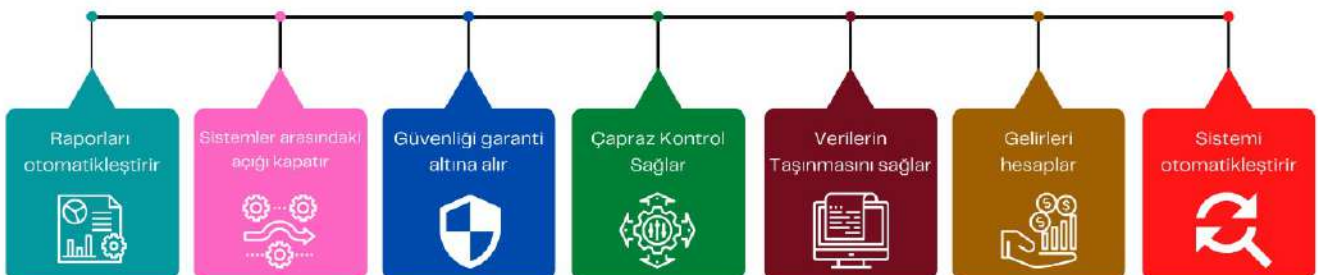 Raporları
otomatikleştirir
Sistemler arasındaki
açığı kapatır
Güvenliği garanti
altına alır
Çapraz Kontrol
Sağlar
Verilerin
Taşınmasını sağlar
Gelirleri
hesaplar
Sistemi
otomatikleştirir